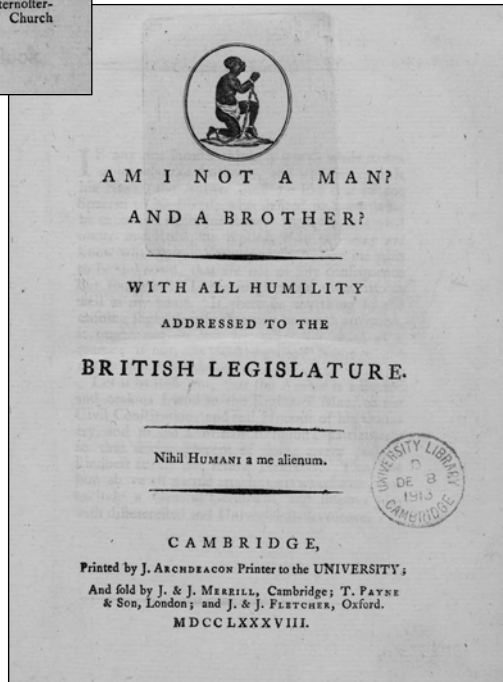 Church
AM I NOT A MAN?
AND A BROTHER?
WITH ALL HUMILITY
ADDRESSED TO THE
BRITISH LEGISLATURE.
Nihil HUMANI a me alienum.
UNIVERSITY LIBRARY
DE 8
1913
CAMBRIDGE
CAMBRIDGE,
Printed by J. ARCHDEACON Printer to the UNIVERSITY;
And ſold by J. & J. MERRILL, Cambridge; T. PAYNE
& Son, London; and J. & J. FLETCHER, Oxford.
MDCCLXXXVIII.